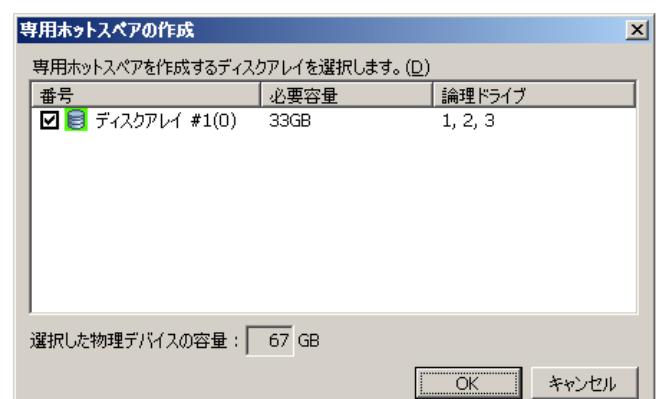 専用ホットスペアの作成
専用ホットスペアを作成するディスクアレイを選択します。(D)
番号 必要容量 論理ドライブ
ディスクアレイ #1(0) 33GB 1, 2, 3
選択した物理デバイスの容量： 67 GB
OK キャンセル